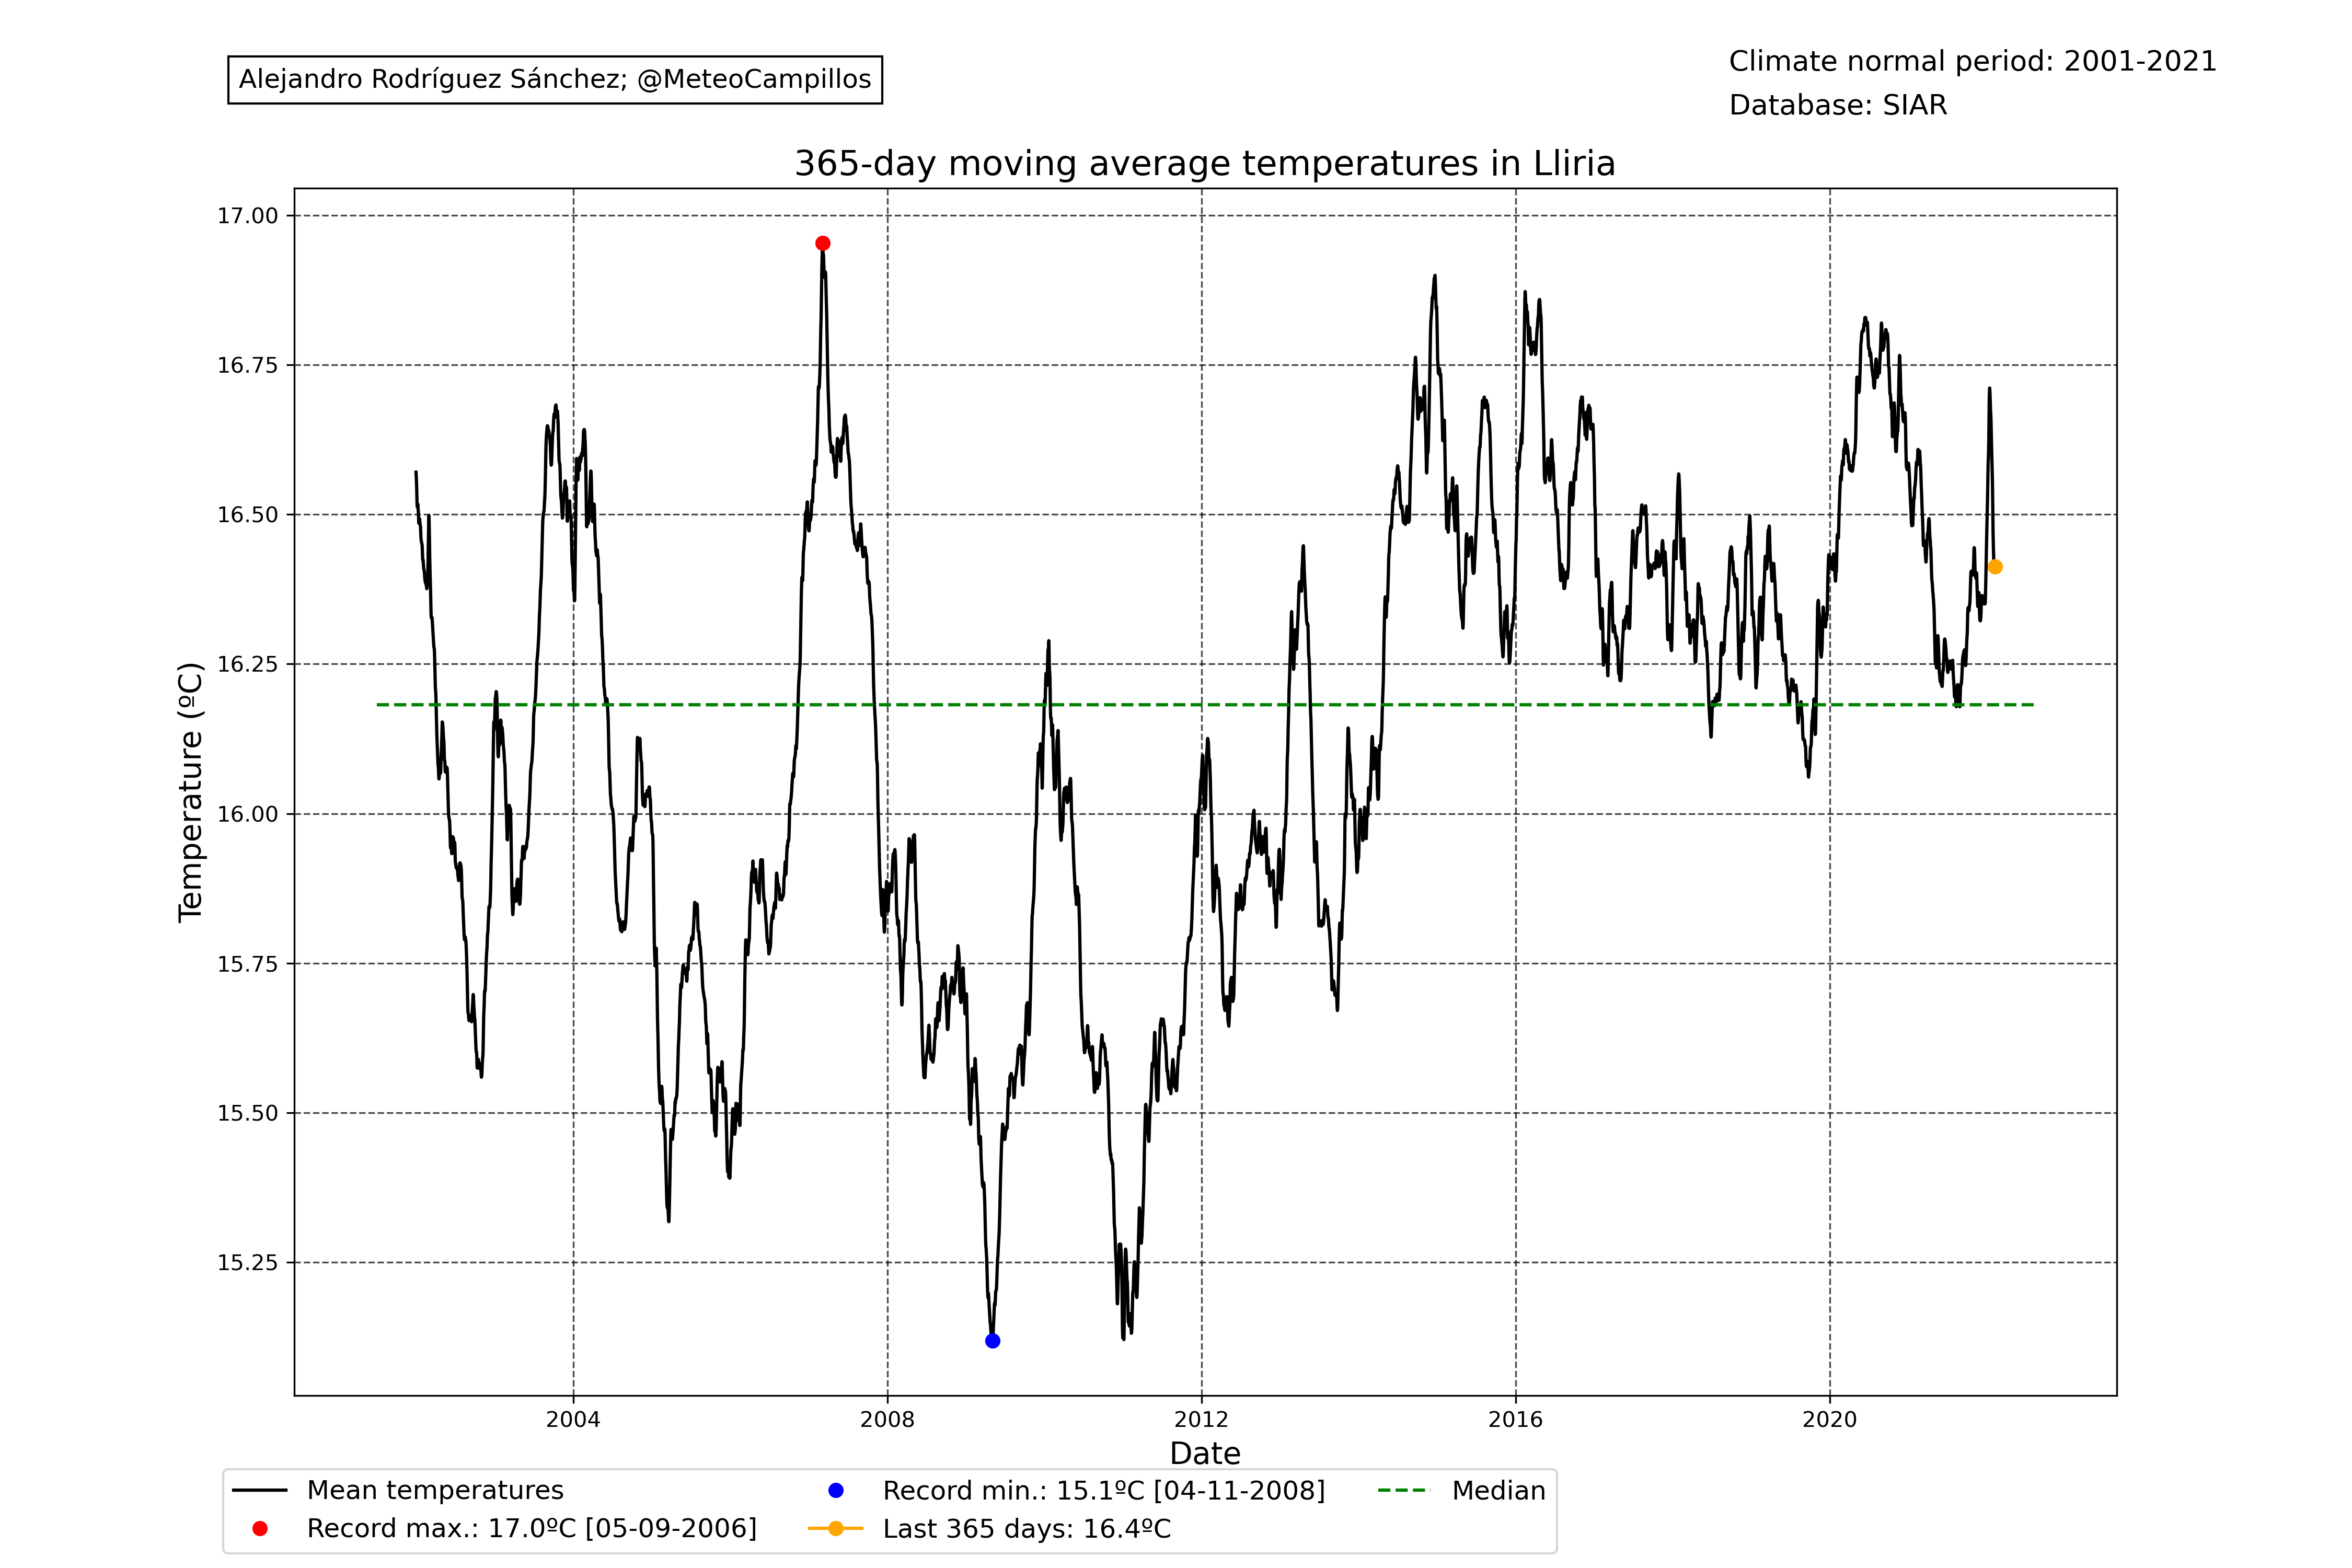 Alejandro Rodríguez Sánchez; @MeteoCampillos
Climate normal period: 2001-2021
Database: SIAR
365-day moving average temperatures in Lliria
17.00
16.75
16.50
16.25
16.00
15.75
15.50
15.25
Temperature (ºC)
2004 2008 2012 2016 2020
Date
Mean temperatures
Record max.: 17.0ºC [05-09-2006]
Record min.: 15.1ºC [04-11-2008]
Last 365 days: 16.4ºC
Median